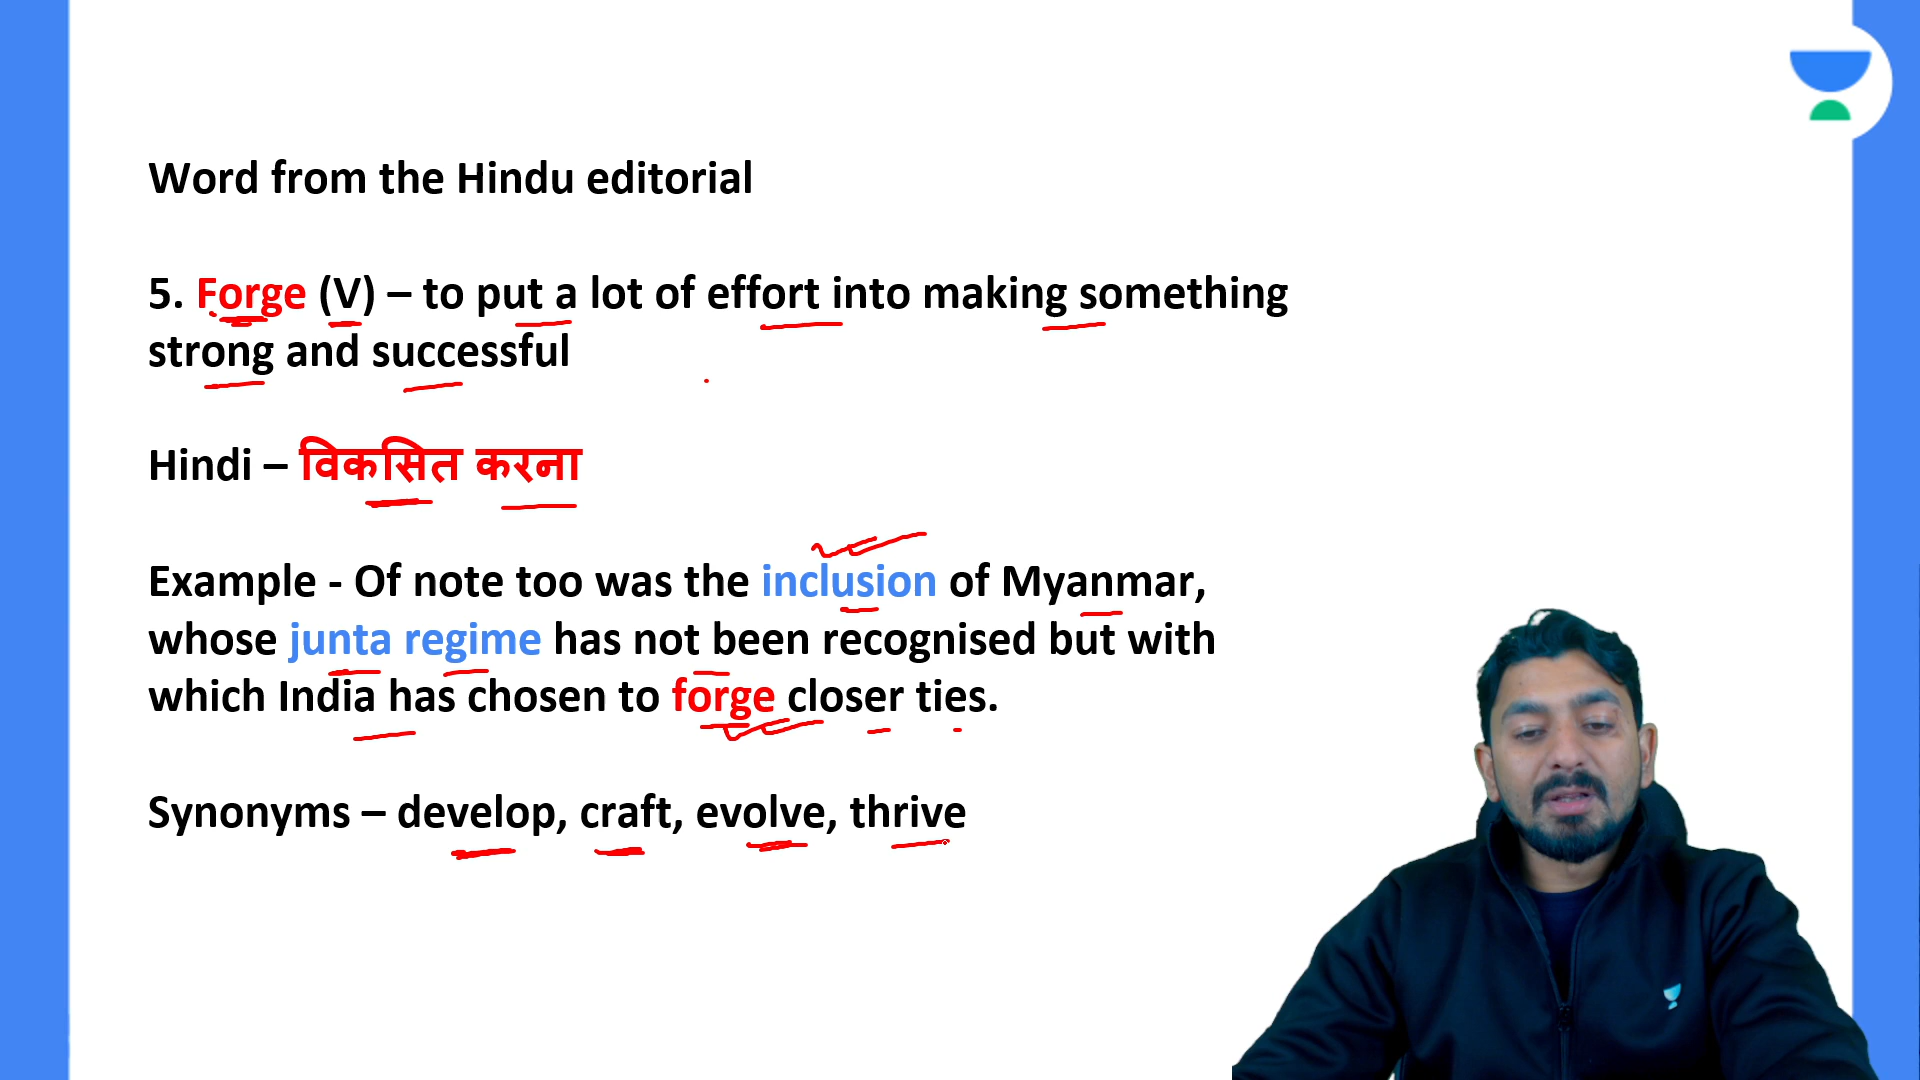 Word from the Hindu editorial
5. Forge (V) – to put a lot of effort into making something
strong and successful
Hindi – विकसित करना
Example - Of note too was the inclusion of Myanmar,
whose junta regime has not been recognised but with
which India has chosen to forge closer ties.
Synonyms – develop, craft, evolve, thrive